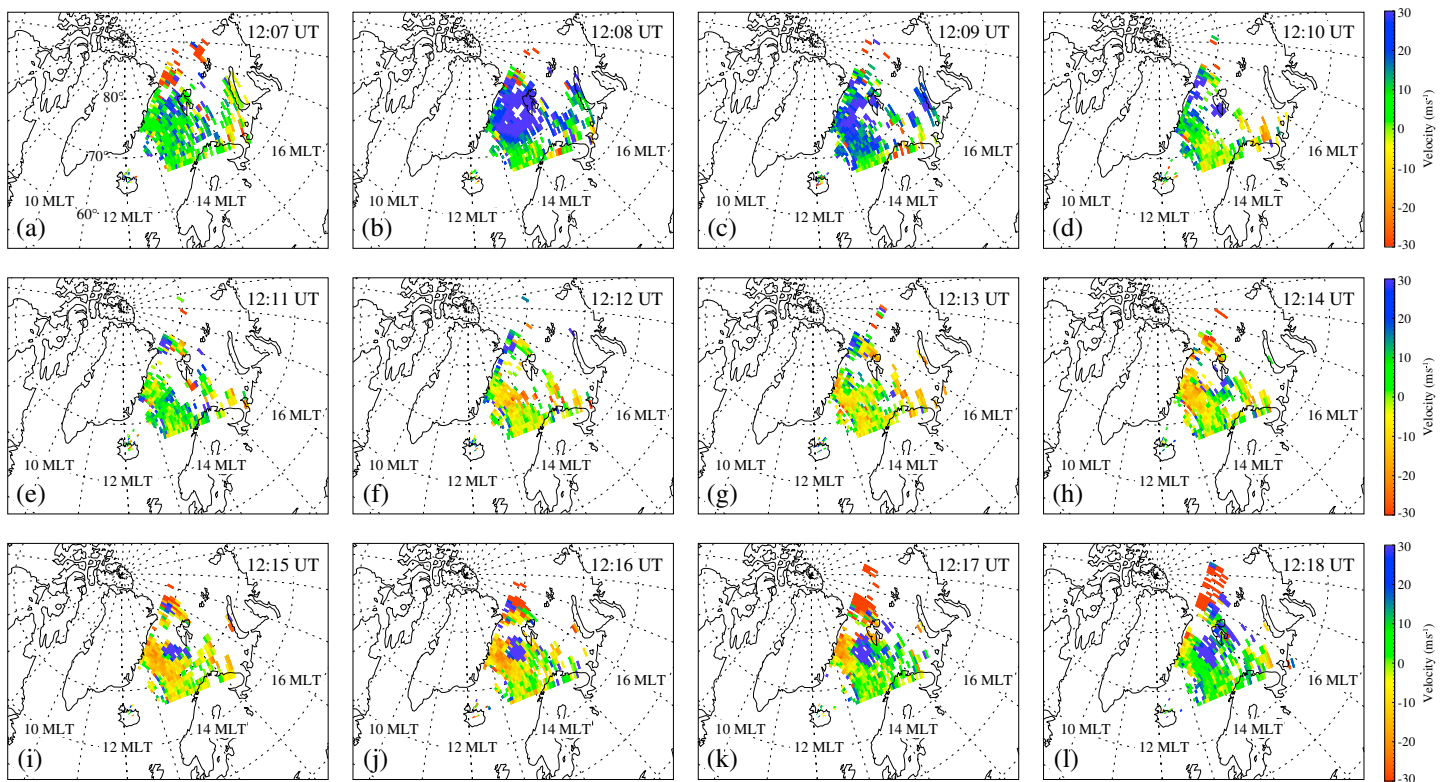 12:07 UT
80°
70°
60°
10 MLT
12 MLT
14 MLT
16 MLT
(a)
12:08 UT
10 MLT
12 MLT
14 MLT
16 MLT
(b)
12:09 UT
10 MLT
12 MLT
14 MLT
16 MLT
(c)
12:10 UT
10 MLT
12 MLT
14 MLT
16 MLT
(d)
30
20
10
0
-10
-20
-30
Velocity (ms⁻¹)
12:11 UT
10 MLT
12 MLT
14 MLT
16 MLT
(e)
12:12 UT
10 MLT
12 MLT
14 MLT
16 MLT
(f)
12:13 UT
10 MLT
12 MLT
14 MLT
16 MLT
(g)
12:14 UT
10 MLT
12 MLT
14 MLT
16 MLT
(h)
30
20
10
0
-10
-20
-30
Velocity (ms⁻¹)
12:15 UT
10 MLT
12 MLT
14 MLT
16 MLT
(i)
12:16 UT
10 MLT
12 MLT
14 MLT
16 MLT
(j)
12:17 UT
10 MLT
12 MLT
14 MLT
16 MLT
(k)
12:18 UT
10 MLT
12 MLT
14 MLT
16 MLT
(l)
30
20
10
0
-10
-20
-30
Velocity (ms⁻¹)